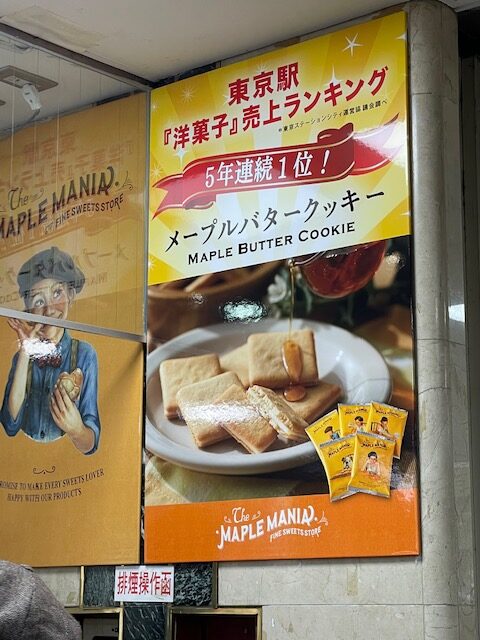 東京駅
『洋菓子』売上ランキング
※東京ステーションシティ運営協議会調べ
5年連続1位！
メープルバタークッキー
MAPLE BUTTER COOKIE
The
MAPLE MANIA
FINE SWEETS STORE
The
MAPLE MANIA
FINE SWEETS STORE
PROMISE TO MAKE EVERY SWEETS LOVER
HAPPY WITH OUR PRODUCTS
排煙操作函